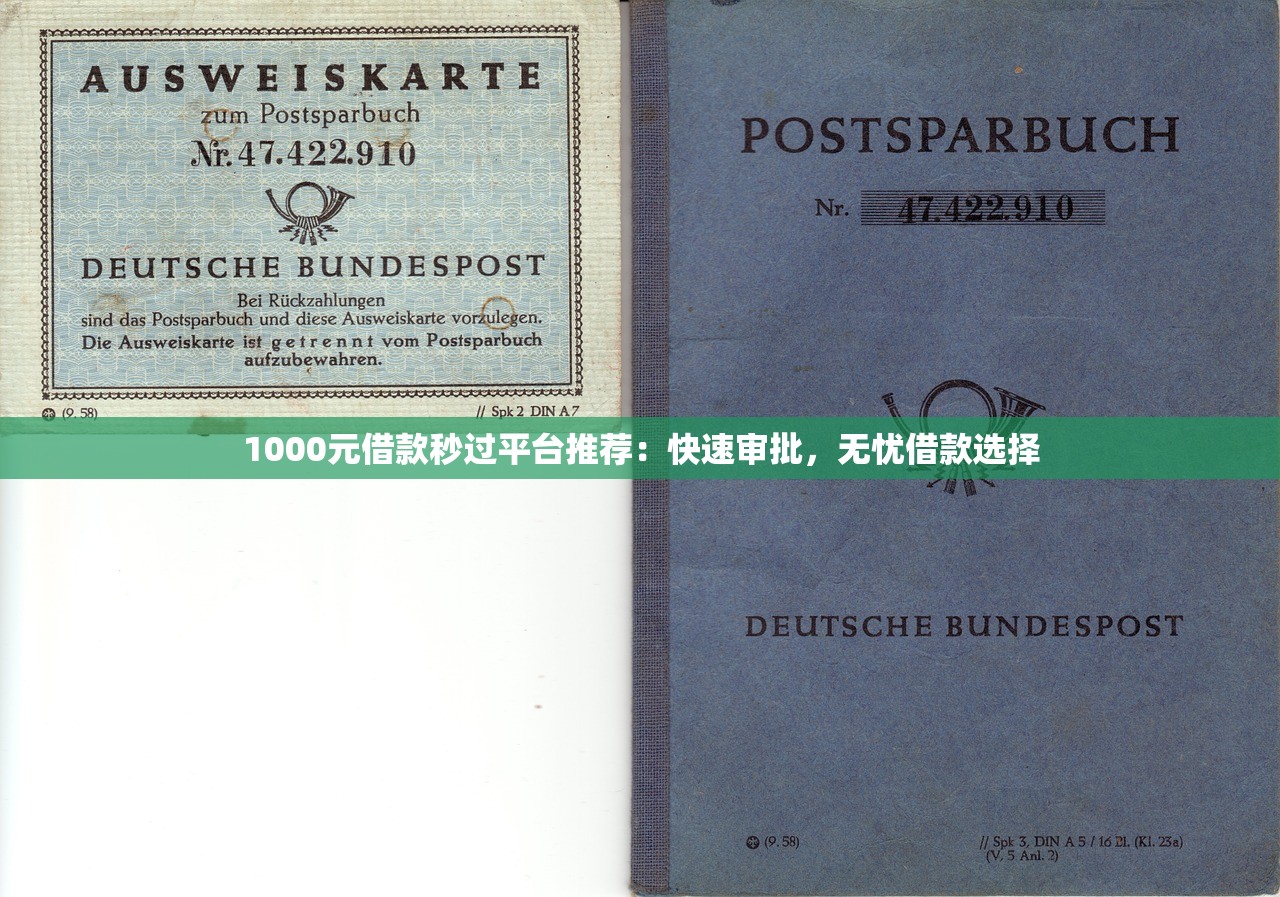 AUSWEISKARTE
zum Postsparbuch
Nr. 47.422.910
DEUTSCHE BUNDESPOST
Bei Rückzahlungen
sind das Postsparbuch und diese Ausweiskarte vorzulegen.
Die Ausweiskarte ist getrennt vom Postsparbuch
aufzubewahren.
(9.58)
// Spk 2 DIN A7
POSTSPARBUCH
Nr. 47.422.910
1000元借款秒过平台推荐：快速审批，无忧借款选择
DEUTSCHE BUNDESPOST
(9.58)
// Spk 3, DIN A 5 / 16 Bl. (Kl. 23a)
(V, 5 Anl. 2)